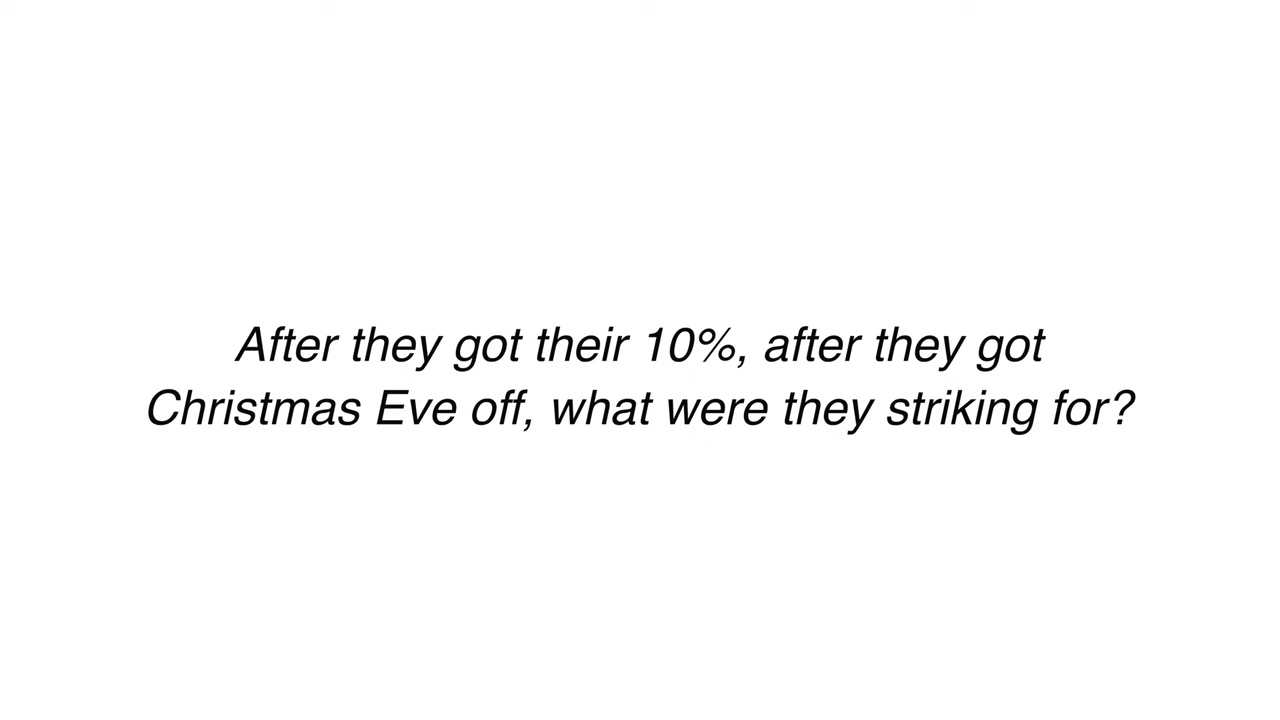 After they got their 10%, after they got
Christmas Eve off, what were they striking for?